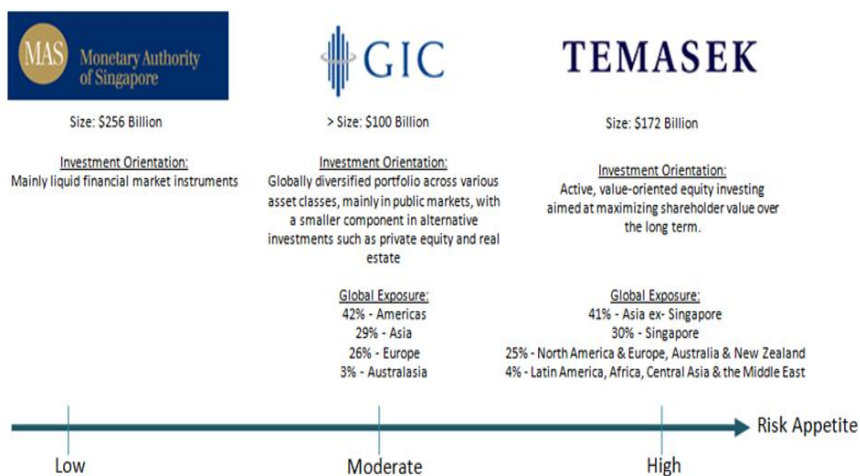 MAS
Monetary Authority
of Singapore
Size: $256 Billion
Investment Orientation:
Mainly liquid financial market instruments
GIC
> Size: $100 Billion
Investment Orientation:
Globally diversified portfolio across various
asset classes, mainly in public markets, with
a smaller component in alternative
investments such as private equity and real
estate
Global Exposure:
42% - Americas
29% - Asia
26% - Europe
3% - Australasia
TEMASEK
Size: $172 Billion
Investment Orientation:
Active, value-oriented equity investing
aimed at maximizing shareholder value over
the long term.
Global Exposure:
41% - Asia ex- Singapore
30% - Singapore
25% - North America & Europe, Australia & New Zealand
4% - Latin America, Africa, Central Asia & the Middle East
Risk Appetite
Low
Moderate
High